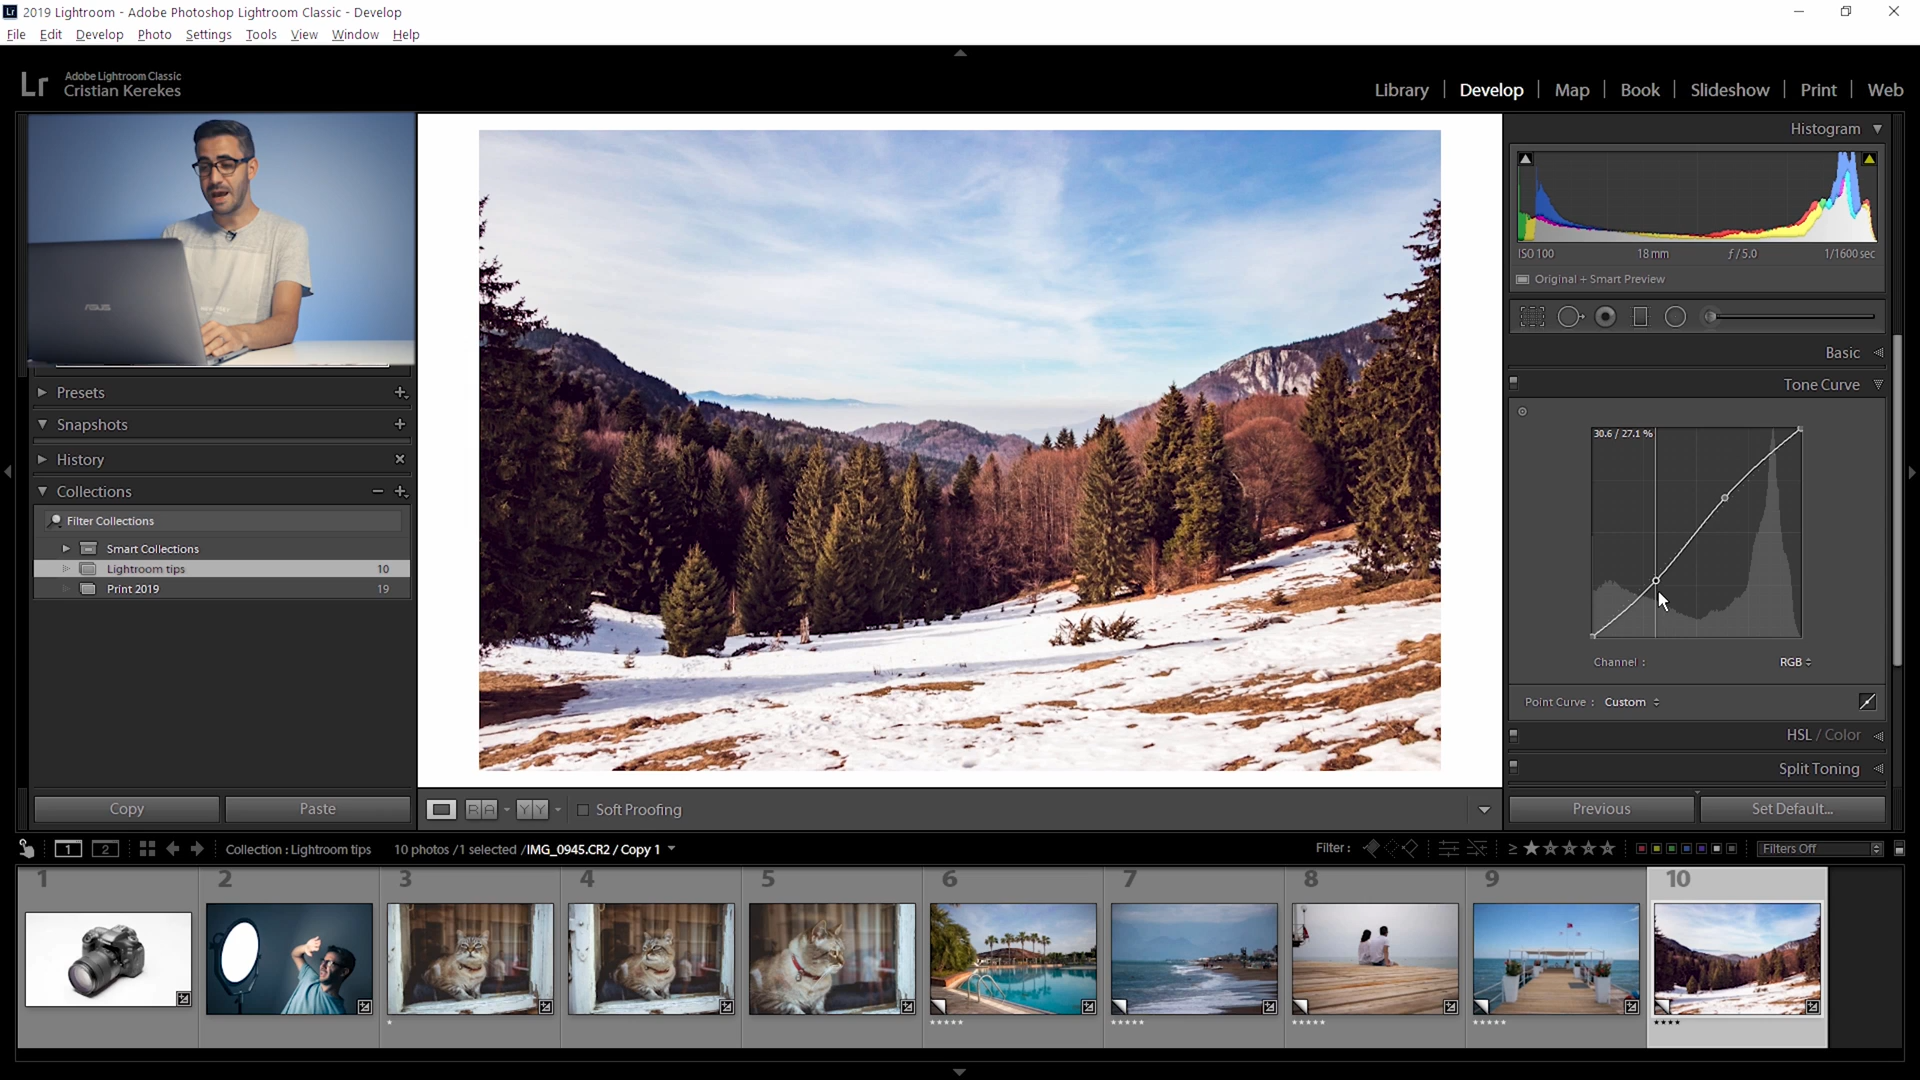 Lr 2019 Lightroom - Adobe Photoshop Lightroom Classic - Develop
File Edit Develop Photo Settings Tools View Window Help
Lr Adobe Lightroom Classic
Cristian Kerekes
Library | Develop | Map | Book | Slideshow | Print | Web
ASUS
Histogram
ISO 100 18 mm ƒ / 5.0 1/1600 sec
Original + Smart Preview
Basic
Tone Curve
30.6 / 27.1 %
Channel : RGB
Point Curve : Custom
HSL / Color
Split Toning
Previous Set Default...
Presets
Snapshots
History
Collections
Filter Collections
Smart Collections
Lightroom tips 10
Print 2019 19
Copy Paste
R A Y Y Soft Proofing
1 2 Collection : Lightroom tips 10 photos / 1 selected / IMG_0945.CR2 / Copy 1 Filter : Filters Off
1 2 3 4 5 6 7 8 9 10